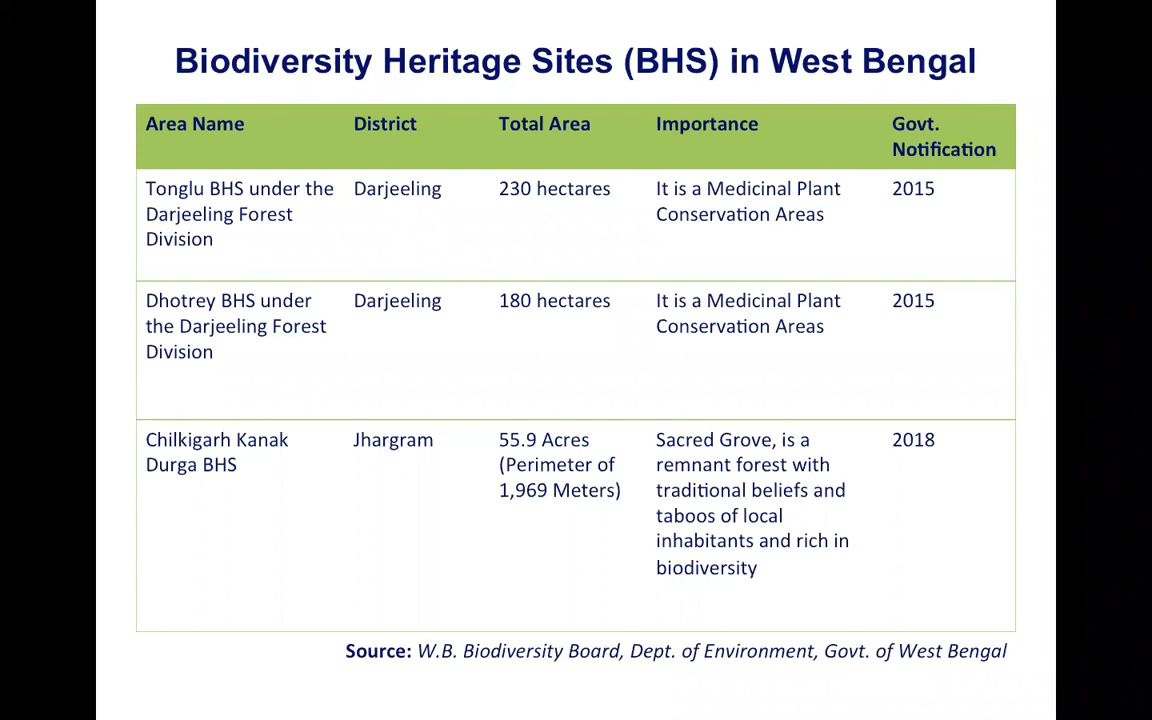 Biodiversity Heritage Sites (BHS) in West Bengal
Area Name District Total Area Importance Govt.
Notification
Tonglu BHS under the Darjeeling 230 hectares It is a Medicinal Plant 2015
Darjeeling Forest Conservation Areas
Division
Dhotrey BHS under Darjeeling 180 hectares It is a Medicinal Plant 2015
the Darjeeling Forest Conservation Areas
Division
Chilkigarh Kanak Jhargram 55.9 Acres Sacred Grove, is a 2018
Durga BHS (Perimeter of remnant forest with
1,969 Meters) traditional beliefs and
taboos of local
inhabitants and rich in
biodiversity
Source: W.B. Biodiversity Board, Dept. of Environment, Govt. of West Bengal